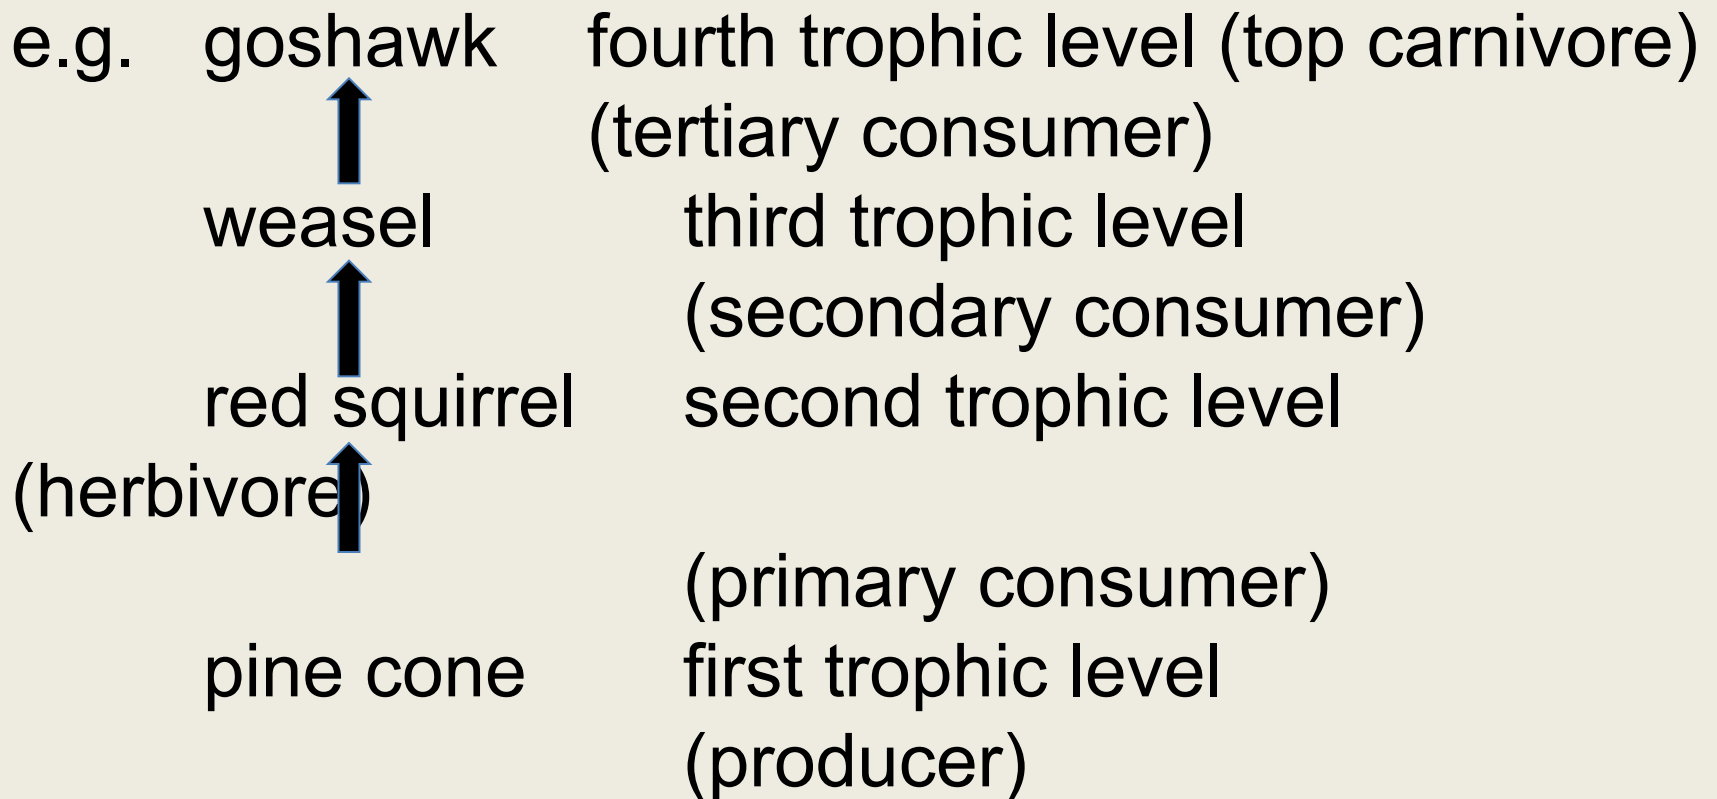 e.g. goshawk fourth trophic level (top carnivore)
(tertiary consumer)
weasel third trophic level
(secondary consumer)
red squirrel second trophic level
(herbivore)
(primary consumer)
pine cone first trophic level
(producer)